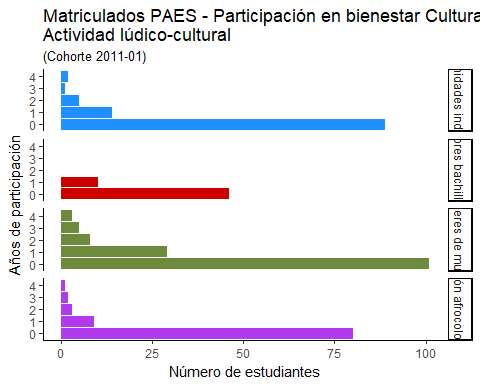 Matriculados PAES - Participación en bienestar Cultura
Actividad lúdico-cultural
(Cohorte 2011-01)
Años de participación
4
3
2
1
0
idades ind
4
3
2
1
0
ores bachill
4
3
2
1
0
eres de mu
4
3
2
1
0
ón afrocolo
0
25
50
75
100
Número de estudiantes